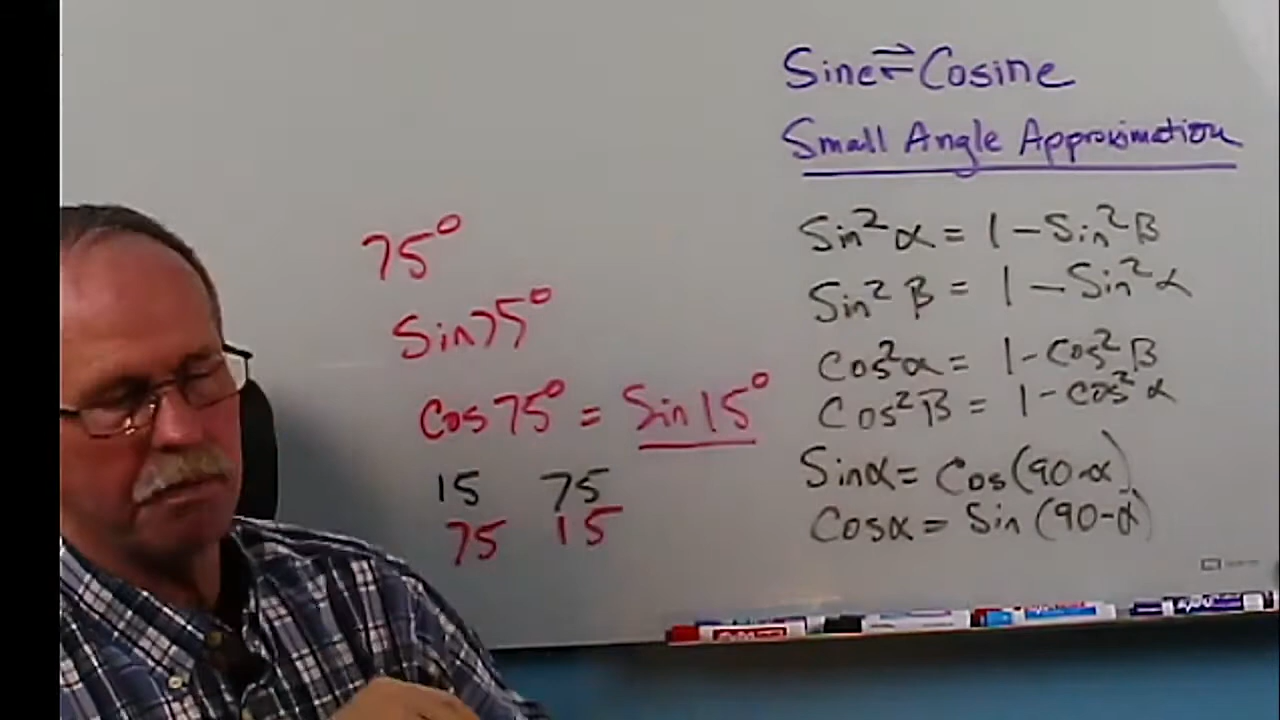 Sine⇌Cosine
Small Angle Approximation
75°
Sin75°
Cos75° = Sin15°
15 75
75 15
Sin²α = 1 - Sin²β
Sin²β = 1 - Sin²α
Cos²α = 1 - Cos²β
Cos²β = 1 - cos²α
Sinα = Cos(90-α)
Cosα = Sin(90-α)
EXPO